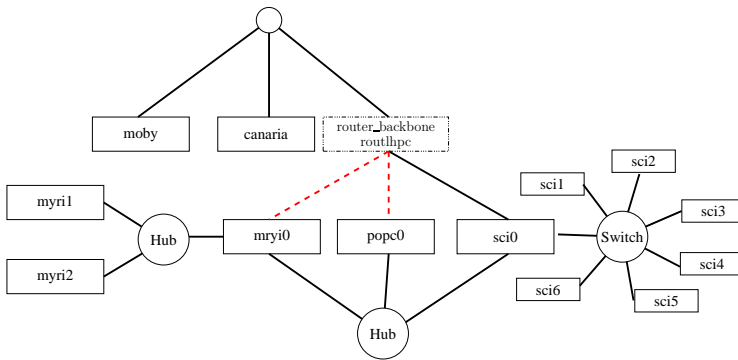 moby
canaria
router_backbone
routlhpc
sci2
sci1
myri1
sci3
Hub
mryi0
popc0
sci0
Switch
myri2
sci4
sci6
sci5
Hub